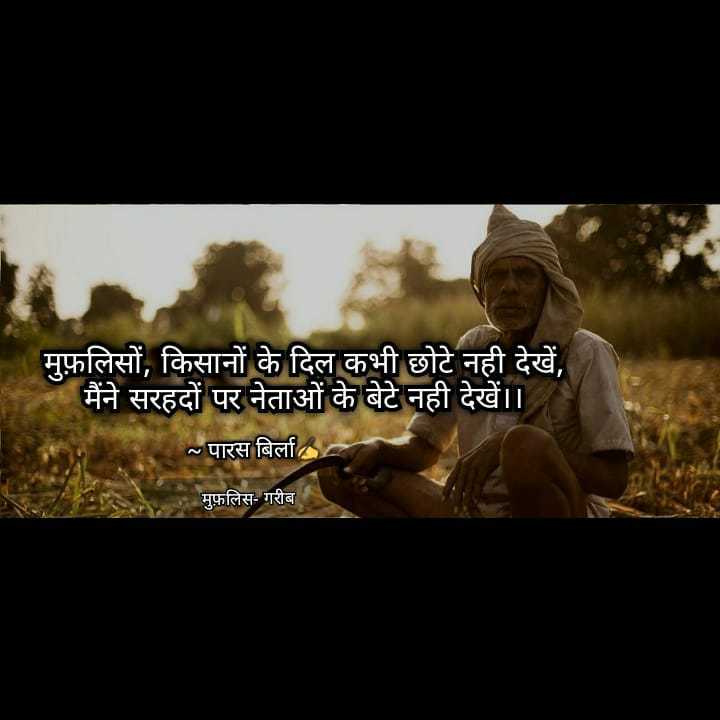 मुफ़लिसों, किसानों के दिल कभी छोटे नही देखें,
मैंने सरहदों पर नेताओं के बेटे नही देखें।।
~ पारस बिर्ला✍
मुफ़लिस- गरीब